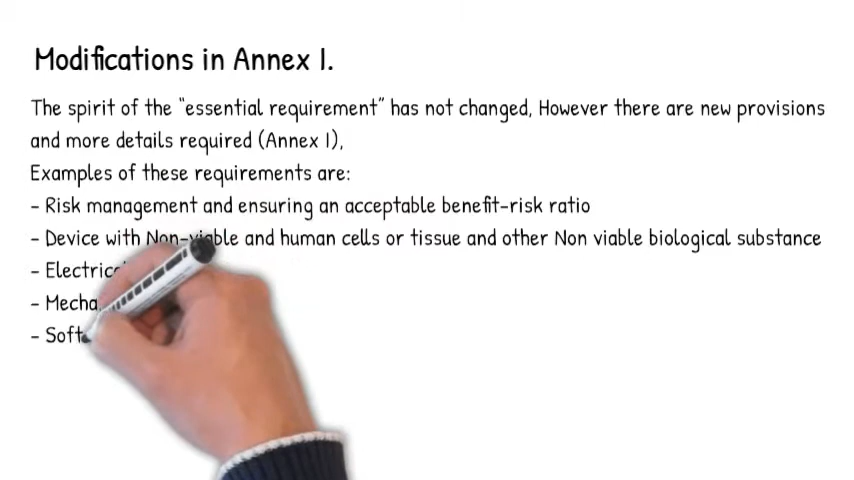 Modifications in Annex I.
The spirit of the "essential requirement" has not changed, However there are new provisions
and more details required (Annex I),
Examples of these requirements are:
- Risk management and ensuring an acceptable benefit-risk ratio
- Device with Non-viable and human cells or tissue and other Non viable biological substance
-
-
-